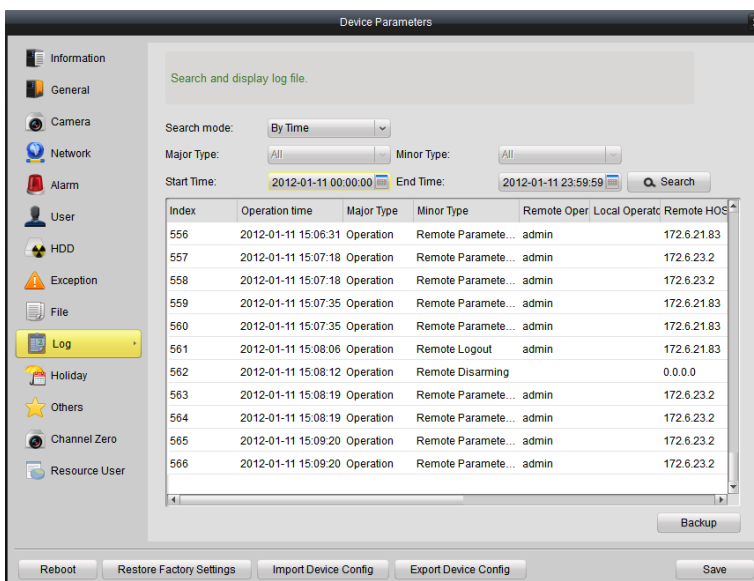 Device Parameters
Information
General
Camera
Network
Alarm
User
HDD
Exception
File
Log
Holiday
Others
Channel Zero
Resource User
Search and display log file.
Search mode: By Time
Major Type: All Minor Type: All
Start Time: 2012-01-11 00:00:00 End Time: 2012-01-11 23:59:59 Search
Index Operation time Major Type Minor Type Remote Oper Local Operato Remote HOS
556 2012-01-11 15:06:31 Operation Remote Paramete... admin 172.6.21.83
557 2012-01-11 15:07:18 Operation Remote Paramete... admin 172.6.23.2
558 2012-01-11 15:07:18 Operation Remote Paramete... admin 172.6.23.2
559 2012-01-11 15:07:35 Operation Remote Paramete... admin 172.6.21.83
560 2012-01-11 15:07:35 Operation Remote Paramete... admin 172.6.21.83
561 2012-01-11 15:08:06 Operation Remote Logout admin 172.6.21.83
562 2012-01-11 15:08:12 Operation Remote Disarming 0.0.0.0
563 2012-01-11 15:08:19 Operation Remote Paramete... admin 172.6.23.2
564 2012-01-11 15:08:19 Operation Remote Paramete... admin 172.6.23.2
565 2012-01-11 15:09:20 Operation Remote Paramete... admin 172.6.23.2
566 2012-01-11 15:09:20 Operation Remote Paramete... admin 172.6.23.2
Backup
Reboot Restore Factory Settings Import Device Config Export Device Config Save